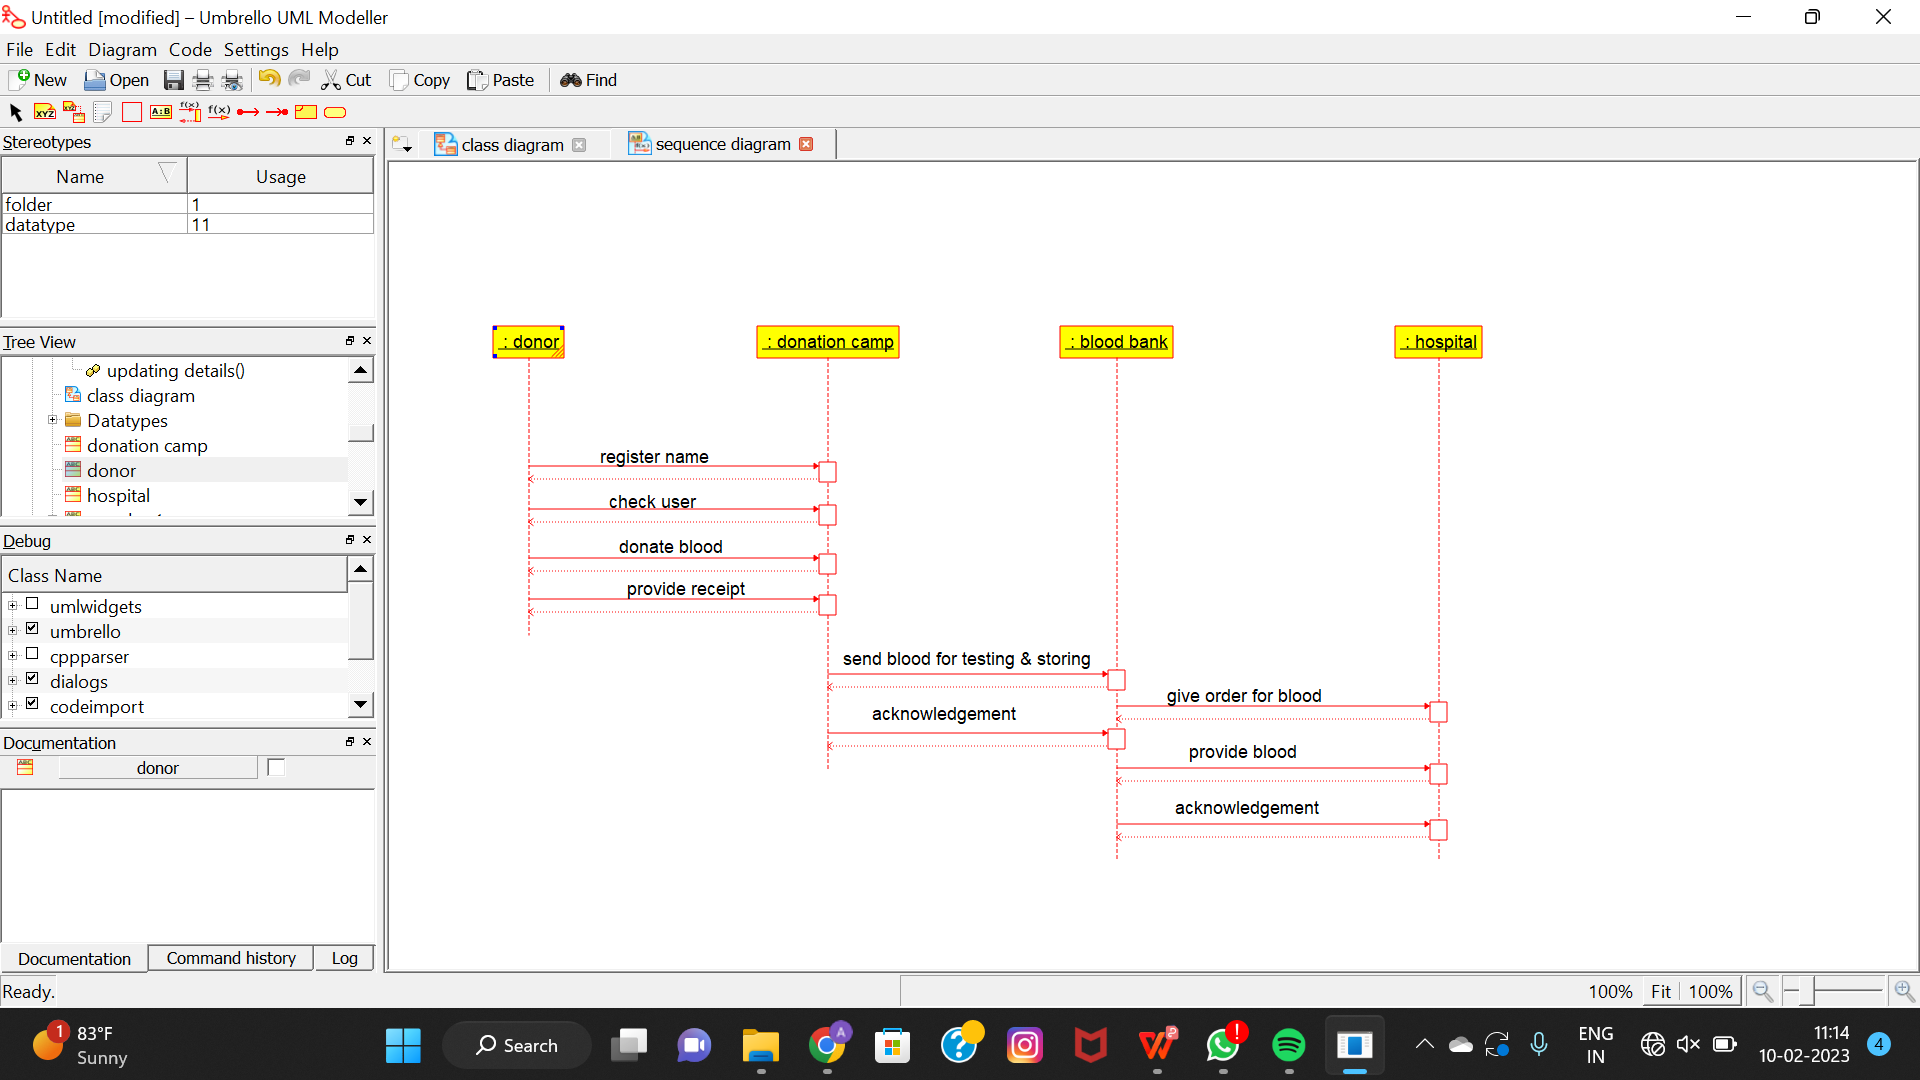 Untitled [modified] – Umbrello UML Modeller
File Edit Diagram Code Settings Help
New Open Cut Copy Paste Find
XYZ A:B f(x) f(x)
Stereotypes
class diagram sequence diagram
Name Usage
folder 1
datatype 11
: donor : donation camp : blood bank : hospital
Tree View
updating details()
class diagram
Datatypes
donation camp
donor
hospital
register name
check user
donate blood
provide receipt
send blood for testing & storing
give order for blood
acknowledgement
provide blood
acknowledgement
Debug
Class Name
umlwidgets
umbrello
cppparser
dialogs
codeimport
Documentation
donor
Documentation Command history Log
Ready. 100% Fit 100%
1 83°F
Sunny
Search
A
ENG
IN
11:14
10-02-2023
4